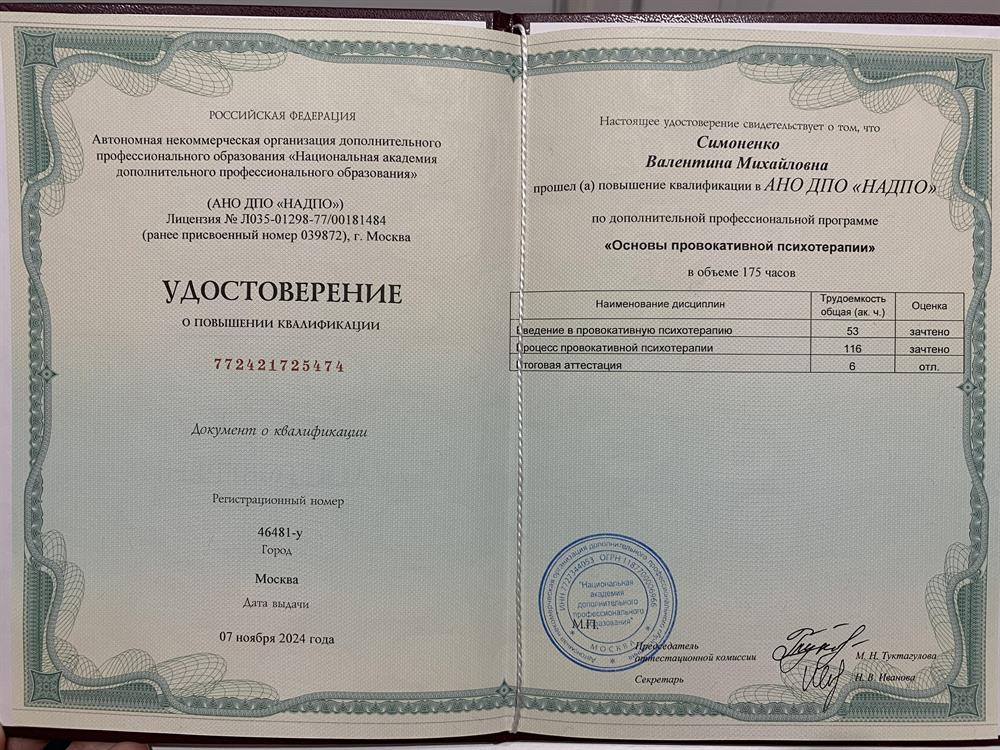 РОССИЙСКАЯ ФЕДЕРАЦИЯ
Автономная некоммерческая организация дополнительного
профессионального образования «Национальная академия
дополнительного профессионального образования»
(АНО ДПО «НАДПО»)
Лицензия № Л035-01298-77/00181484
(ранее присвоенный номер 039872), г. Москва
УДОСТОВЕРЕНИЕ
О ПОВЫШЕНИИ КВАЛИФИКАЦИИ
772421725474
Документ о квалификации
Регистрационный номер
46481-у
Город
Москва
Дата выдачи
07 ноября 2024 года
Настоящее удостоверение свидетельствует о том, что
Симоненко
Валентина Михайловна
прошел (а) повышение квалификации в АНО ДПО «НАДПО»
по дополнительной профессиональной программе
«Основы провокативной психотерапии»
в объеме 175 часов
Наименование дисциплин Трудоемкость общая (ак. ч.) Оценка
Введение в провокативную психотерапию 53 зачтено
Процесс провокативной психотерапии 116 зачтено
Итоговая аттестация 6 отл.
"Национальная
академия
дополнительного
профессионального
образования"
МОСКВА
М.П.
Председатель
аттестационной комиссии М. Н. Туктагулова
Секретарь Н. В. Иванова